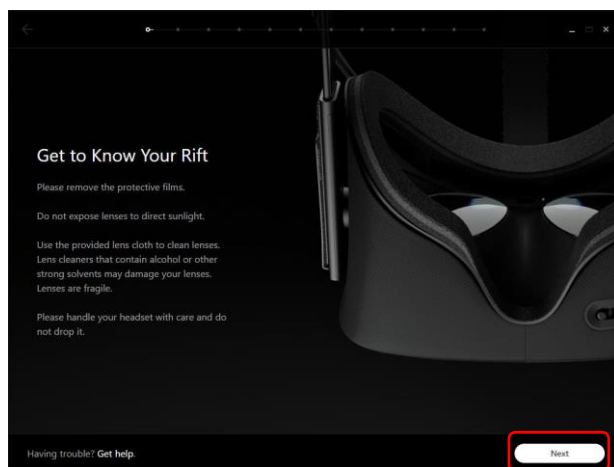 Get to Know Your Rift
Please remove the protective films.
Do not expose lenses to direct sunlight.
Use the provided lens cloth to clean lenses.
Lens cleaners that contain alcohol or other
strong solvents may damage your lenses.
Lenses are fragile.
Please handle your headset with care and do
not drop it.
Having trouble? Get help.
Next